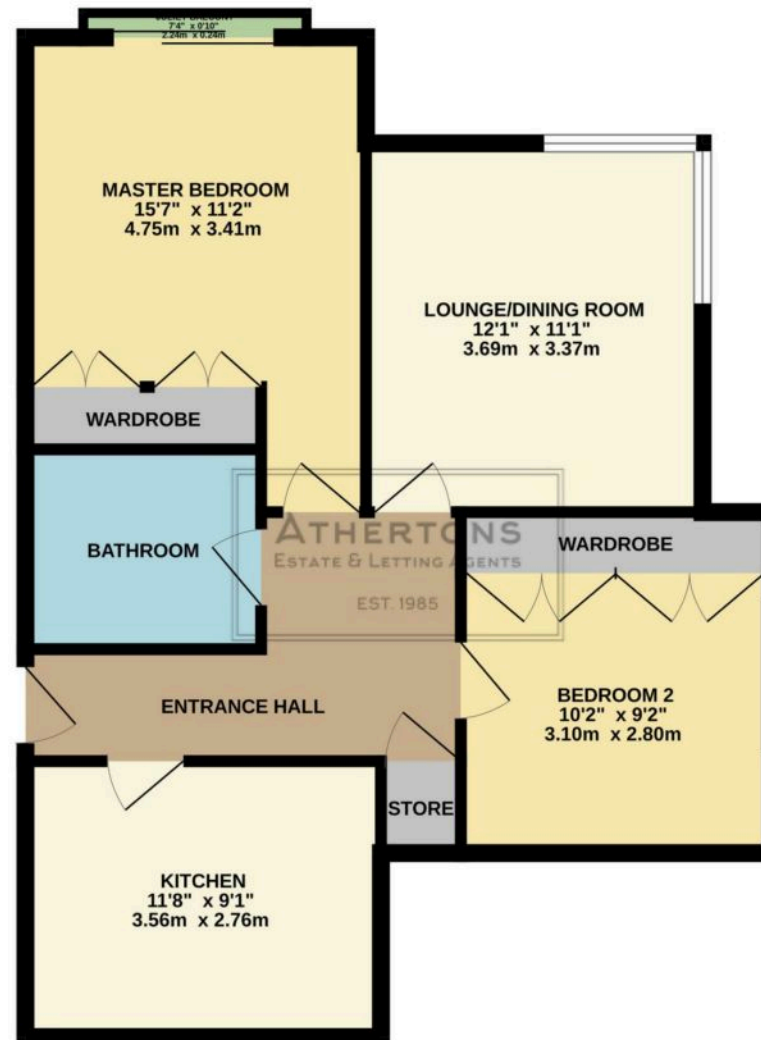 JULIET BALCONY
7'4" x 0'10"
2.24m x 0.24m
MASTER BEDROOM
15'7" x 11'2"
4.75m x 3.41m
LOUNGE/DINING ROOM
12'1" x 11'1"
3.69m x 3.37m
WARDROBE
BATHROOM
ATHERTONS
ESTATE & LETTING AGENTS
EST. 1985
WARDROBE
ENTRANCE HALL
BEDROOM 2
10'2" x 9'2"
3.10m x 2.80m
STORE
KITCHEN
11'8" x 9'1"
3.56m x 2.76m